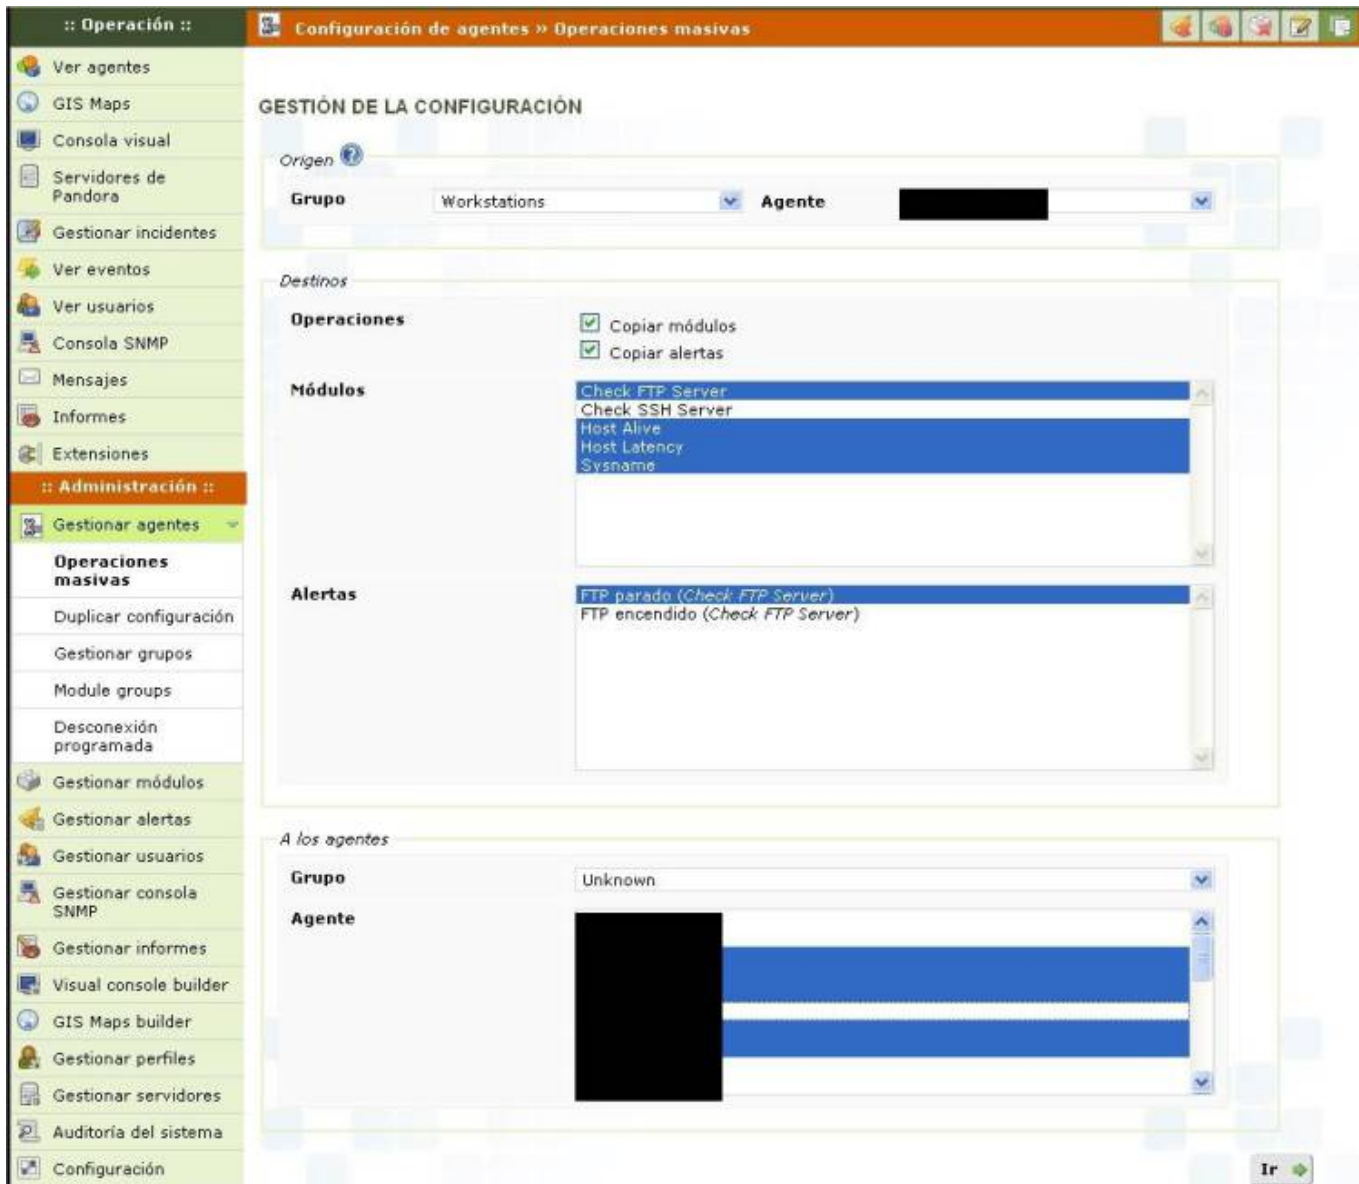 :: Operación ::
Ver agentes
GIS Maps
Consola visual
Servidores de
Pandora
Gestionar incidentes
Ver eventos
Ver usuarios
Consola SNMP
Mensajes
Informes
Extensiones
:: Administración ::
Gestionar agentes
Operaciones
masivas
Duplicar configuración
Gestionar grupos
Module groups
Desconexión
programada
Gestionar módulos
Gestionar alertas
Gestionar usuarios
Gestionar consola
SNMP
Gestionar informes
Visual console builder
GIS Maps builder
Gestionar perfiles
Gestionar servidores
Auditoría del sistema
Configuración
Configuración de agentes » Operaciones masivas
GESTIÓN DE LA CONFIGURACIÓN
Origen
Grupo Workstations Agente
Destinos
Operaciones
Copiar módulos
Copiar alertas
Módulos
Check FTP Server
Check SSH Server
Host Alive
Host Latency
Sysname
Alertas
FTP parado (Check FTP Server)
FTP encendido (Check FTP Server)
A los agentes
Grupo Unknown
Agente
Ir